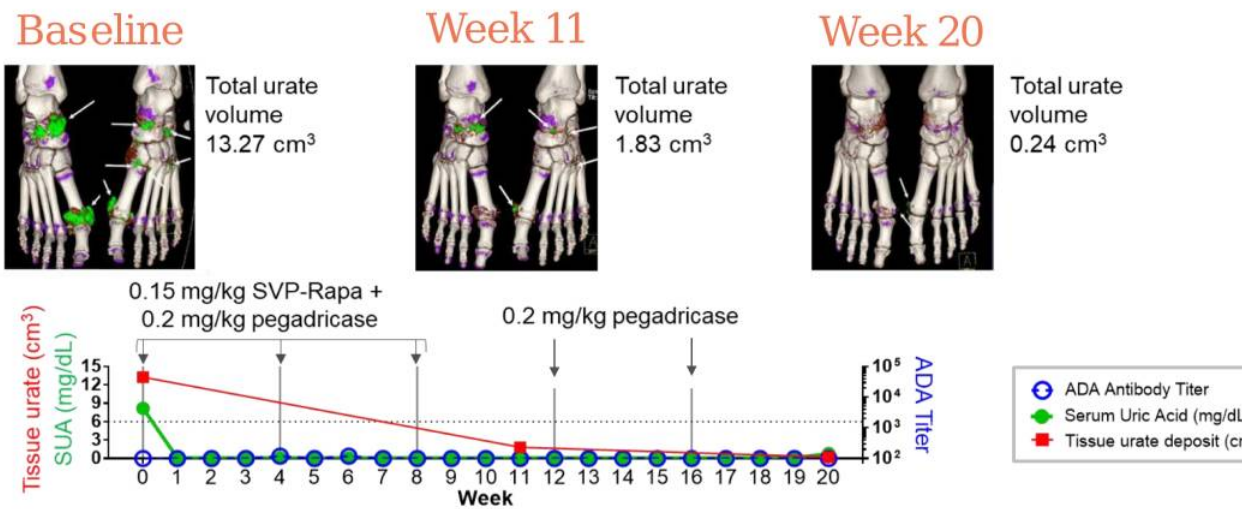 Baseline
Week 11
Week 20
Total urate
volume
13.27 cm³
Total urate
volume
1.83 cm³
Total urate
volume
0.24 cm³
A
A
0.15 mg/kg SVP-Rapa +
0.2 mg/kg pegadricase
0.2 mg/kg pegadricase
Tissue urate (cm³)
SUA (mg/dL)
15
12
9
6
3
0
10⁵
10⁴
10³
10²
ADA Titer
0 1 2 3 4 5 6 7 8 9 10 11 12 13 14 15 16 17 18 19 20
Week
ADA Antibody Titer
Serum Uric Acid (mg/dL
Tissue urate deposit (c